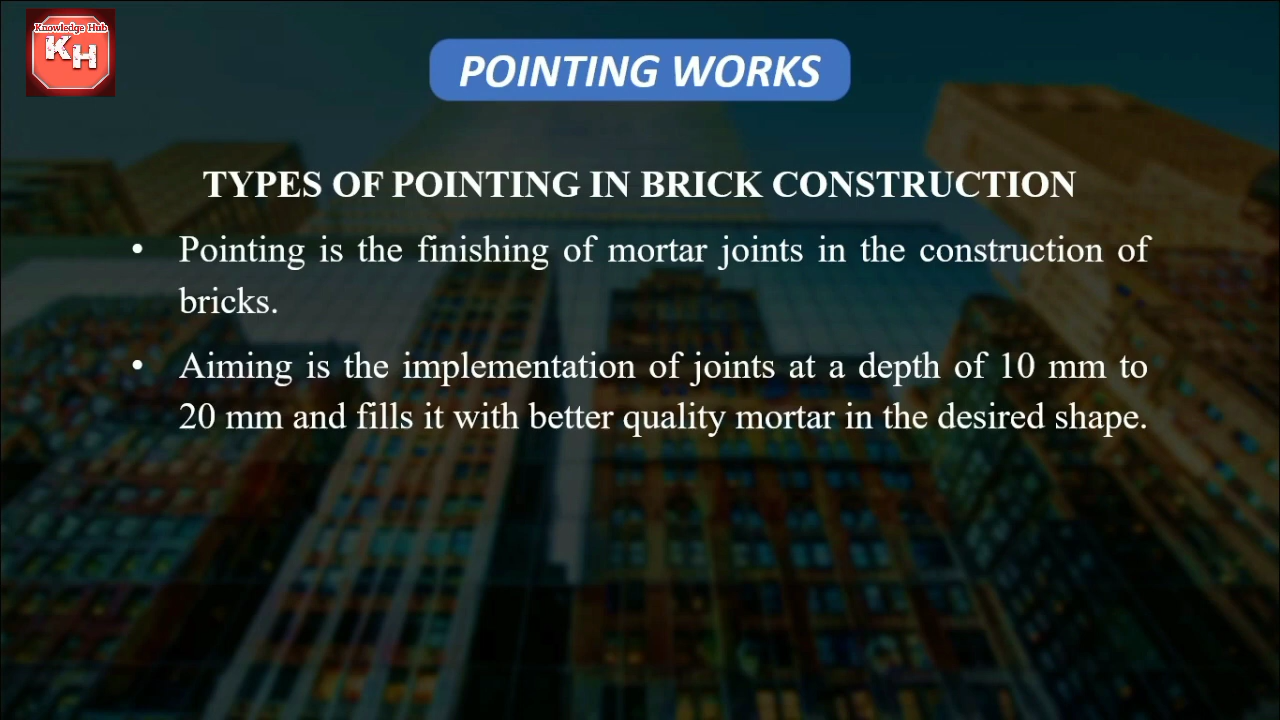 Knowledge Hub
KH
POINTING WORKS
TYPES OF POINTING IN BRICK CONSTRUCTION
• Pointing is the finishing of mortar joints in the construction of
bricks.
• Aiming is the implementation of joints at a depth of 10 mm to
20 mm and fills it with better quality mortar in the desired shape.